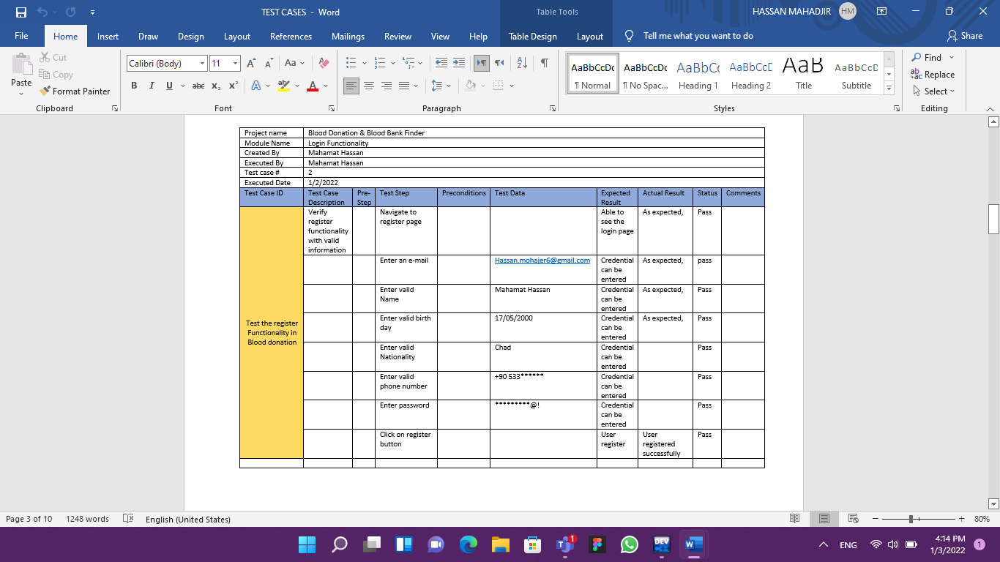 TEST CASES - Word
Table Tools
HASSAN MAHADJIR
HM
File
Home
Insert
Draw
Design
Layout
References
Mailings
Review
View
Help
Table Design
Layout
Tell me what you want to do
Share
Paste
Cut
Copy
Format Painter
Clipboard
Calibri (Body)
11
Font
Paragraph
AaBbCcDc
¶ Normal
AaBbCcDc
¶ No Spac...
AaBbCc
Heading 1
AaBbCcD
Heading 2
AaB
Title
AaBbCcD
Subtitle
Styles
Find
Replace
Select
Editing
Project name Blood Donation & Blood Bank Finder
Module Name Login Functionality
Created By Mahamat Hassan
Executed By Mahamat Hassan
Test case # 2
Executed Date 1/2/2022
Test Case ID
Test Case
Description
Pre-
Step
Test Step
Preconditions
Test Data
Expected
Result
Actual Result
Status
Comments
Test the register
Functionality in
Blood donation
Verify
register
functionality
with valid
information
Navigate to
register page
Able to
see the
login page
As expected,
Pass
Enter an e-mail
Hassan.mohajer6@gmail.com
Credential
can be
entered
As expected,
pass
Enter valid
Name
Mahamat Hassan
Credential
can be
entered
As expected,
Pass
Enter valid birth
day
17/05/2000
Credential
can be
entered
As expected,
Pass
Enter valid
Nationality
Chad
Credential
can be
entered
Pass
Enter valid
phone number
+90 533******
Credential
can be
entered
Pass
Enter password
*********@!
Credential
can be
entered
Pass
Click on register
button
User
register
User
registered
successfully
Pass
Page 3 of 10
1248 words
English (United States)
80%
1
DEV
ENG
4:14 PM
1/3/2022
1